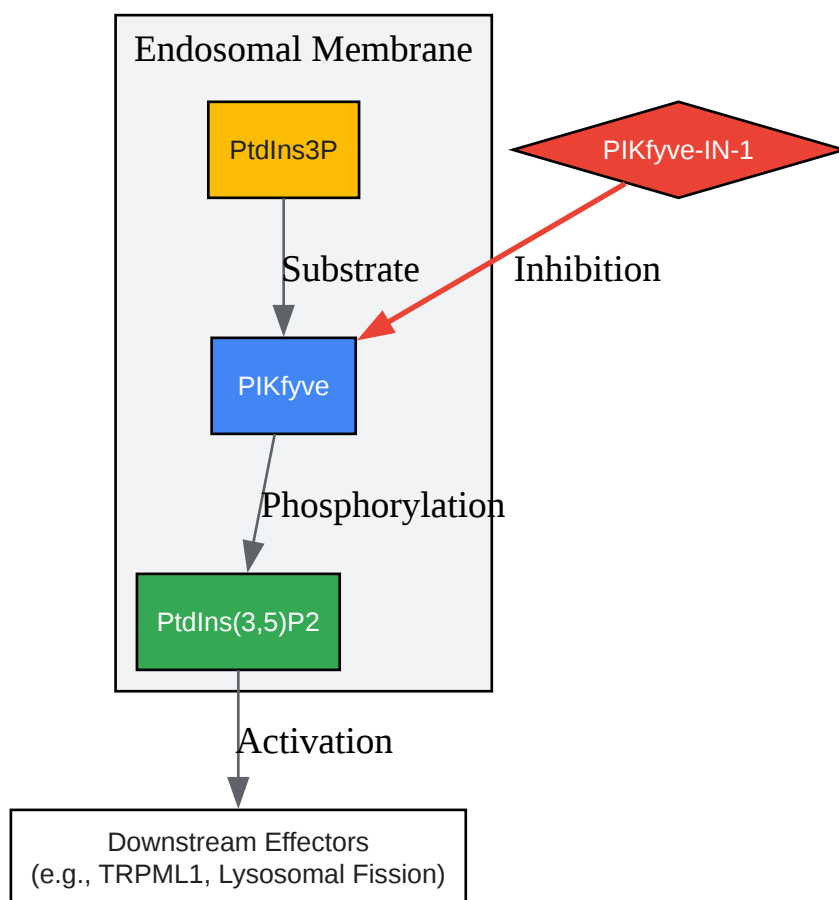 Endosomal Membrane
PtdIns3P
PIKfyve-IN-1
Substrate
Inhibition
PIKfyve
Phosphorylation
PtdIns(3,5)P2
Activation
Downstream Effectors
(e.g., TRPML1, Lysosomal Fission)